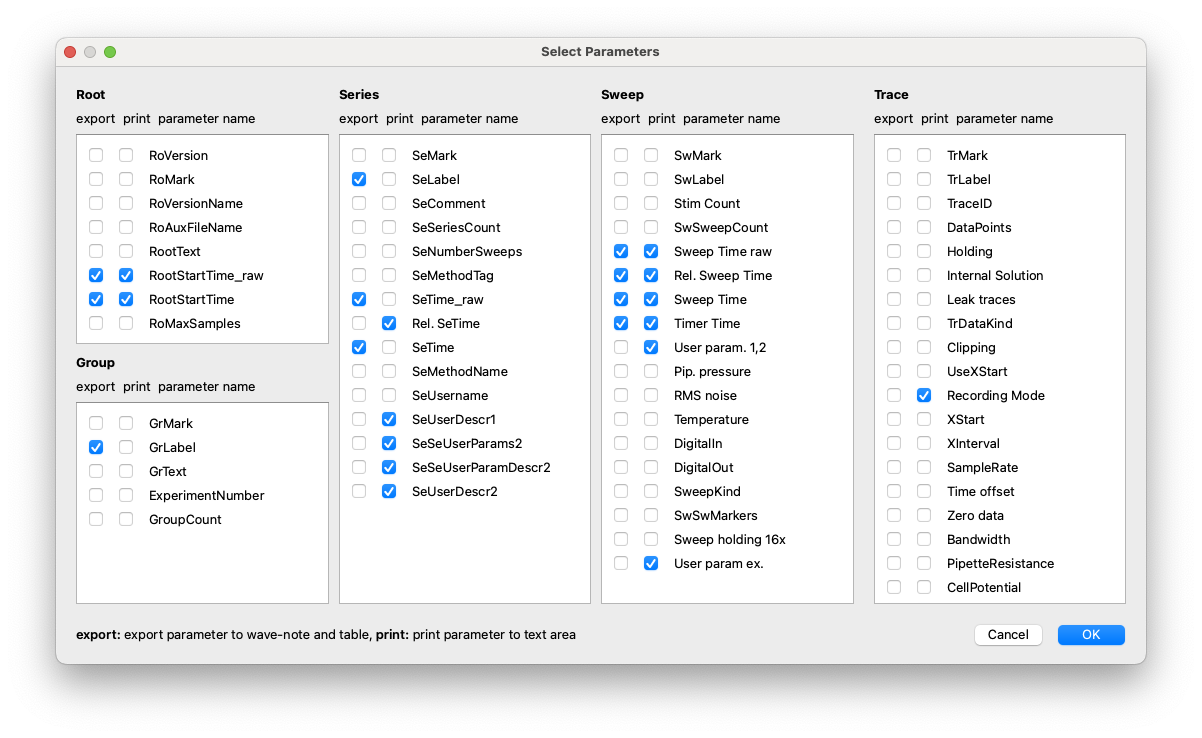 Select Parameters
Root
export print parameter name
RoVersion
RoMark
RoVersionName
RoAuxFileName
RootText
RootStartTime_raw
RootStartTime
RoMaxSamples
Group
export print parameter name
GrMark
GrLabel
GrText
ExperimentNumber
GroupCount
Series
export print parameter name
SeMark
SeLabel
SeComment
SeSeriesCount
SeNumberSweeps
SeMethodTag
SeTime_raw
Rel. SeTime
SeTime
SeMethodName
SeUsername
SeUserDescr1
SeSeUserParams2
SeSeUserParamDescr2
SeUserDescr2
Sweep
export print parameter name
SwMark
SwLabel
Stim Count
SwSweepCount
Sweep Time raw
Rel. Sweep Time
Sweep Time
Timer Time
User param. 1,2
Pip. pressure
RMS noise
Temperature
DigitalIn
DigitalOut
SweepKind
SwSwMarkers
Sweep holding 16x
User param ex.
Trace
export print parameter name
TrMark
TrLabel
TraceID
DataPoints
Holding
Internal Solution
Leak traces
TrDataKind
Clipping
UseXStart
Recording Mode
XStart
XInterval
SampleRate
Time offset
Zero data
Bandwidth
PipetteResistance
CellPotential
export: export parameter to wave-note and table, print: print parameter to text area
Cancel
OK